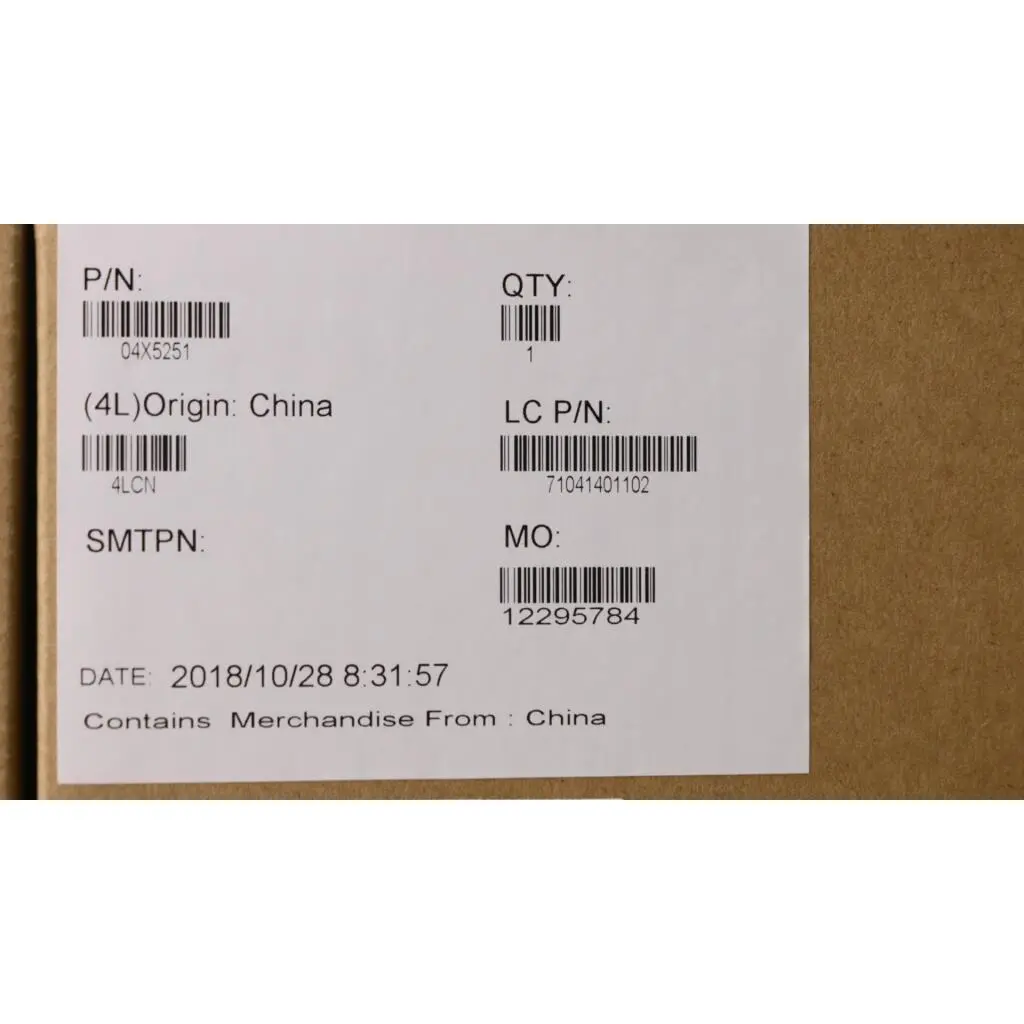 P/N:
04X5251
QTY:
1
(4L)Origin: China
4LCN
LC P/N:
71041401102
SMTPN:
MO:
12295784
DATE: 2018/10/28 8:31:57
Contains Merchandise From : China